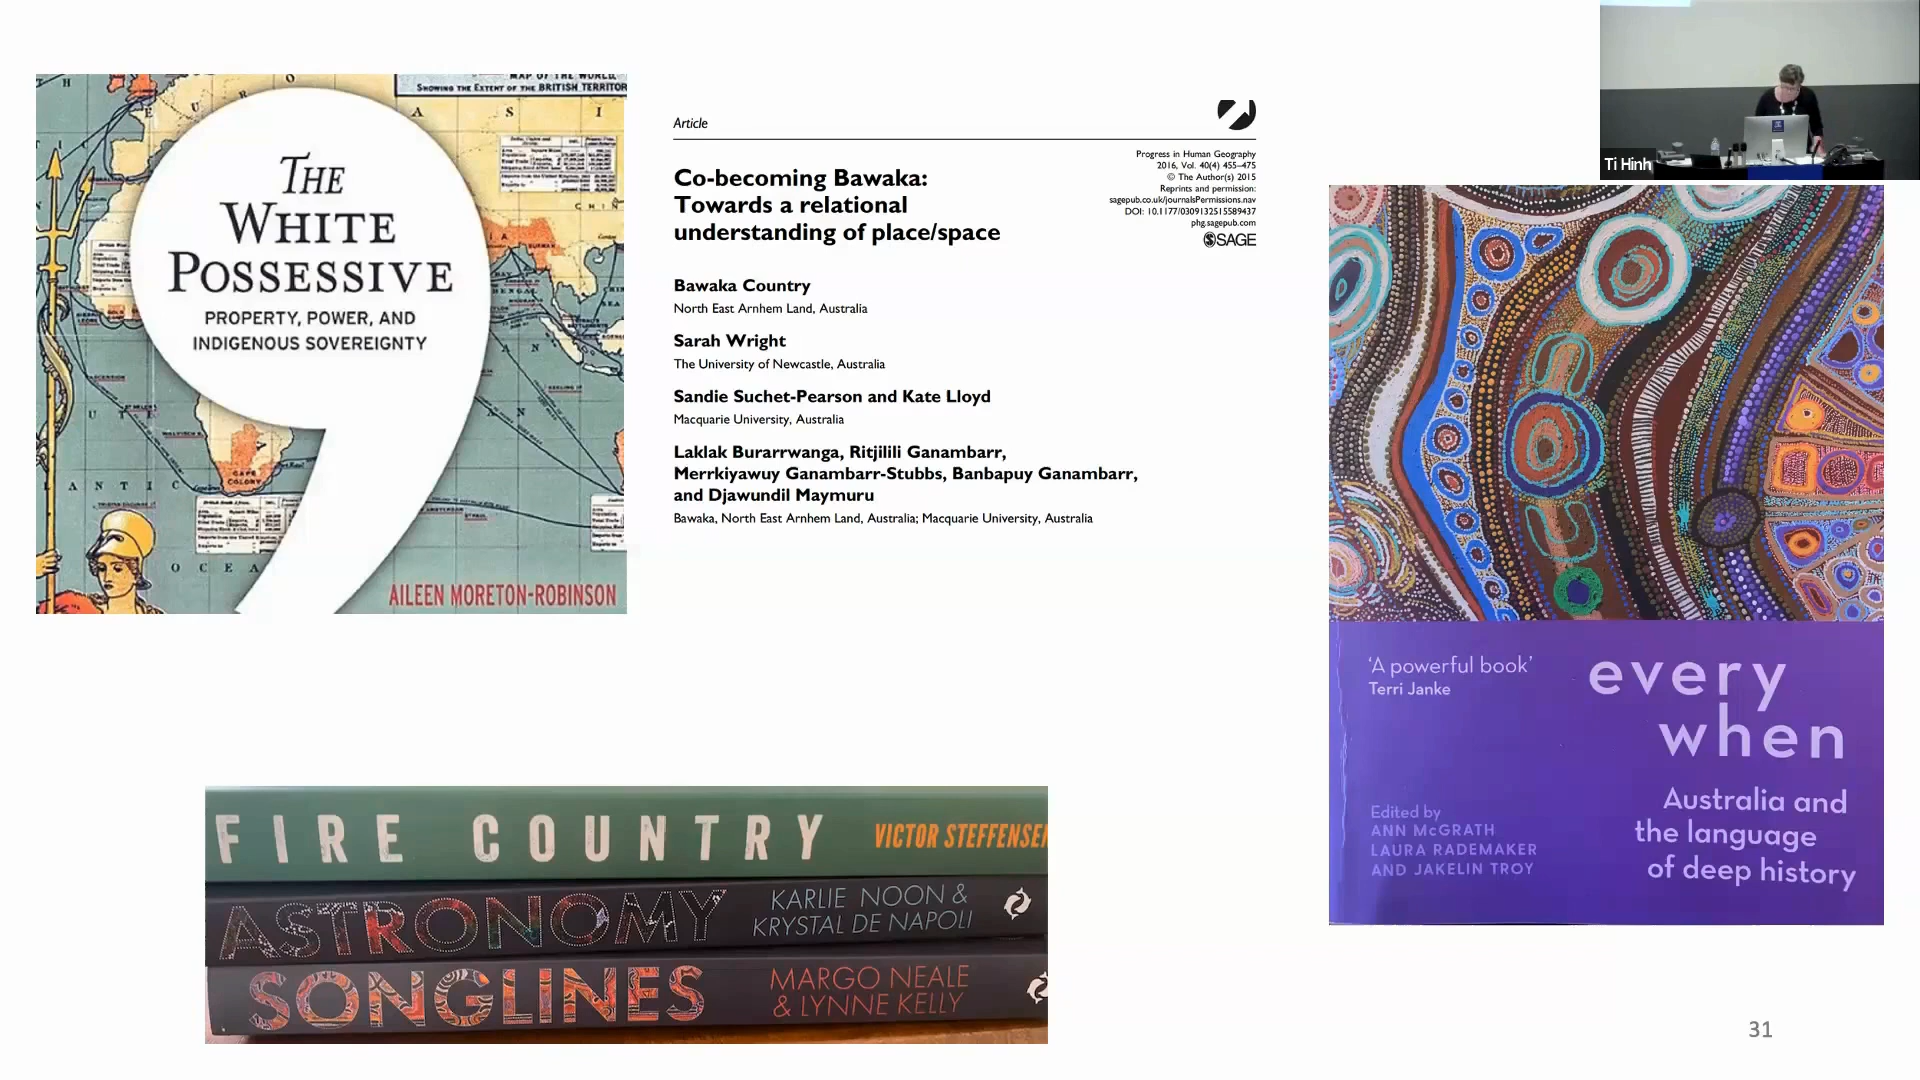 MAP OF THE WORLD,
SHOWING THE EXTENT OF THE BRITISH TERRITOR
THE
WHITE
POSSESSIVE
PROPERTY, POWER, AND
INDIGENOUS SOVEREIGNTY
CAPE
COLONY
AILEEN MORETON-ROBINSON
Article
Progress in Human Geography
2016, Vol. 40(4) 455–475
© The Author(s) 2015
Reprints and permission:
sagepub.co.uk/journalsPermissions.nav
DOI: 10.1177/0309132515589437
phg.sagepub.com
SAGE
Co-becoming Bawaka:
Towards a relational
understanding of place/space
Bawaka Country
North East Arnhem Land, Australia
Sarah Wright
The University of Newcastle, Australia
Sandie Suchet-Pearson and Kate Lloyd
Macquarie University, Australia
Laklak Burarrwanga, Ritjilili Ganambarr,
Merrkiyawuy Ganambarr-Stubbs, Banbapuy Ganambarr,
and Djawundil Maymuru
Bawaka, North East Arnhem Land, Australia; Macquarie University, Australia
Ti Hinh
'A powerful book'
Terri Janke
every
when
Australia and
the language
of deep history
Edited by
ANN McGRATH
LAURA RADEMAKER
AND JAKELIN TROY
FIRE COUNTRY VICTOR STEFFENSEN
ASTRONOMY KARLIE NOON &
KRYSTAL DE NAPOLI
SONGLINES MARGO NEALE
& LYNNE KELLY
31